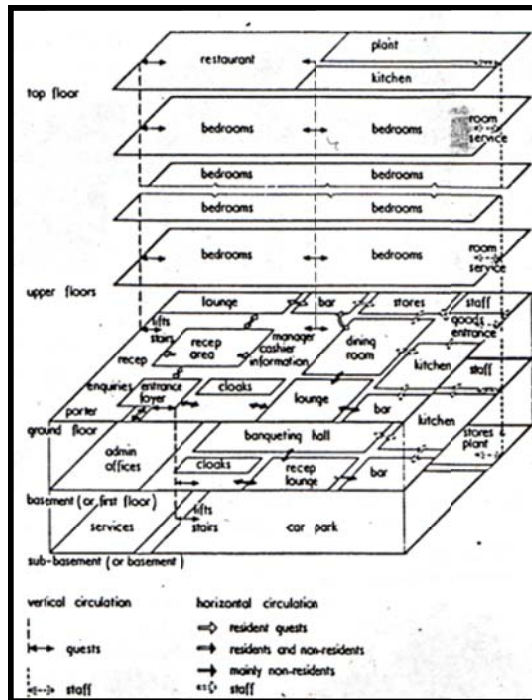 plant
restaurant
kitchen
top floor
bedrooms bedrooms room service
bedrooms bedrooms
bedrooms bedrooms
bedrooms bedrooms room service
upper floors
lounge bar stores staff
lifts
stairs
goods entrance
recep area
manager
cashier
information
dining room
recep
kitchen
staff
enquiries
entrance foyer
cloaks
lounge
bar
porter
kitchen
ground floor
banqueting hall
stores
plant
admin offices
cloaks
recep lounge
bar
basement (or first floor)
lifts
stairs
services
car park
sub-basement (or basement)
vertical circulation
guests
staff
horizontal circulation
resident guests
residents and non-residents
mainly non-residents
staff